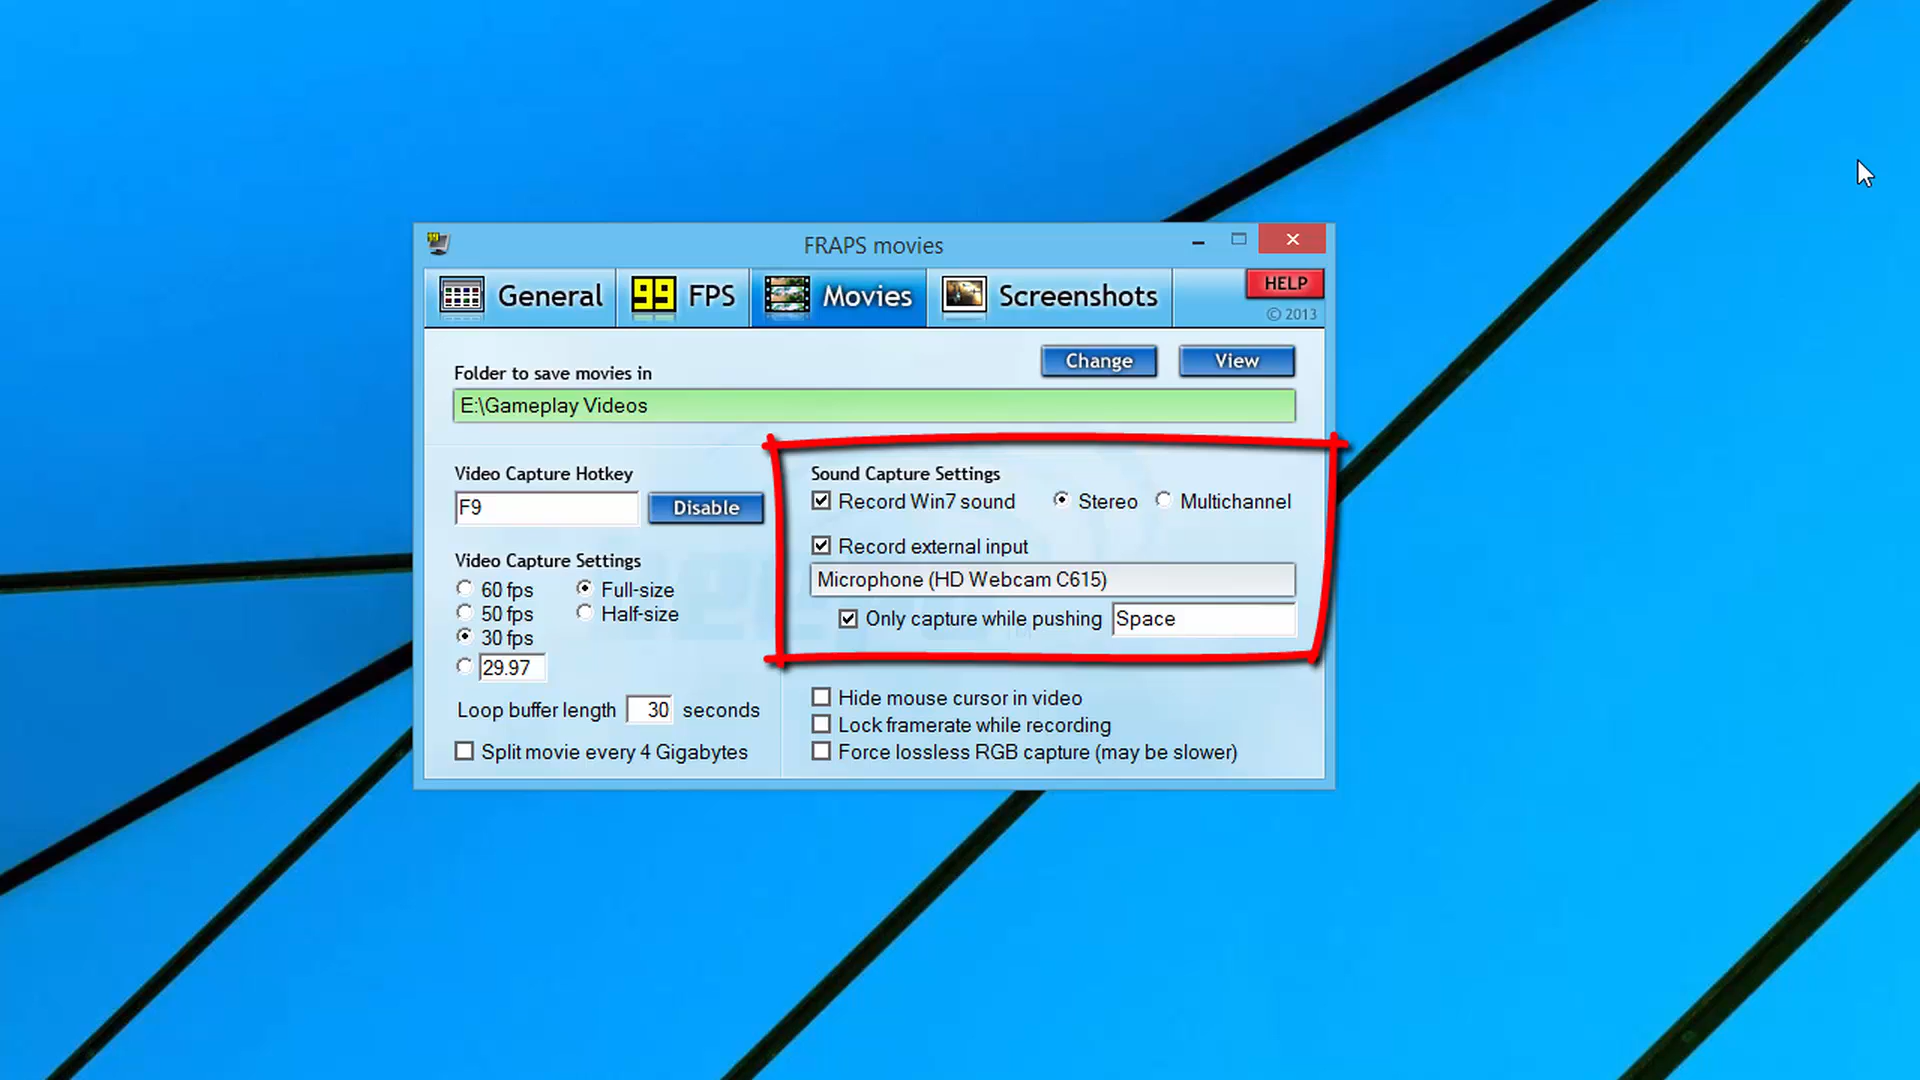 FRAPS movies
General
99 FPS
Movies
Screenshots
HELP
© 2013
Folder to save movies in
Change
View
E:\Gameplay Videos
Video Capture Hotkey
F9
Disable
Video Capture Settings
60 fps
Full-size
50 fps
Half-size
30 fps
29.97
Loop buffer length 30 seconds
Split movie every 4 Gigabytes
Sound Capture Settings
Record Win7 sound
Stereo
Multichannel
Record external input
Microphone (HD Webcam C615)
Only capture while pushing Space
Hide mouse cursor in video
Lock framerate while recording
Force lossless RGB capture (may be slower)